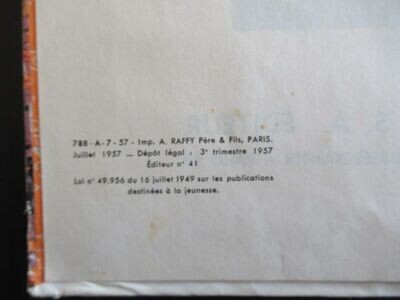 788 - A - 7 - 57 - Imp. A. RAFFY Père & Fils, PARIS.
Juillet 1957 — Dépôt légal : 3e trimestre 1957
Éditeur n° 41
Loi n° 49.956 du 16 juillet 1949 sur les publications
destinées à la jeunesse.